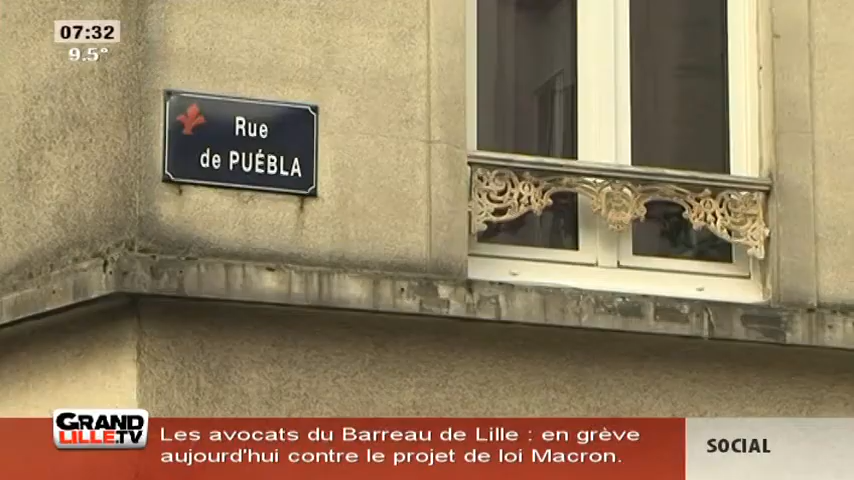 07:32
9.5°
Rue
de PUÉBLA
GRAND
LILLE.TV
Les avocats du Barreau de Lille : en grève
aujourd'hui contre le projet de loi Macron.
SOCIAL